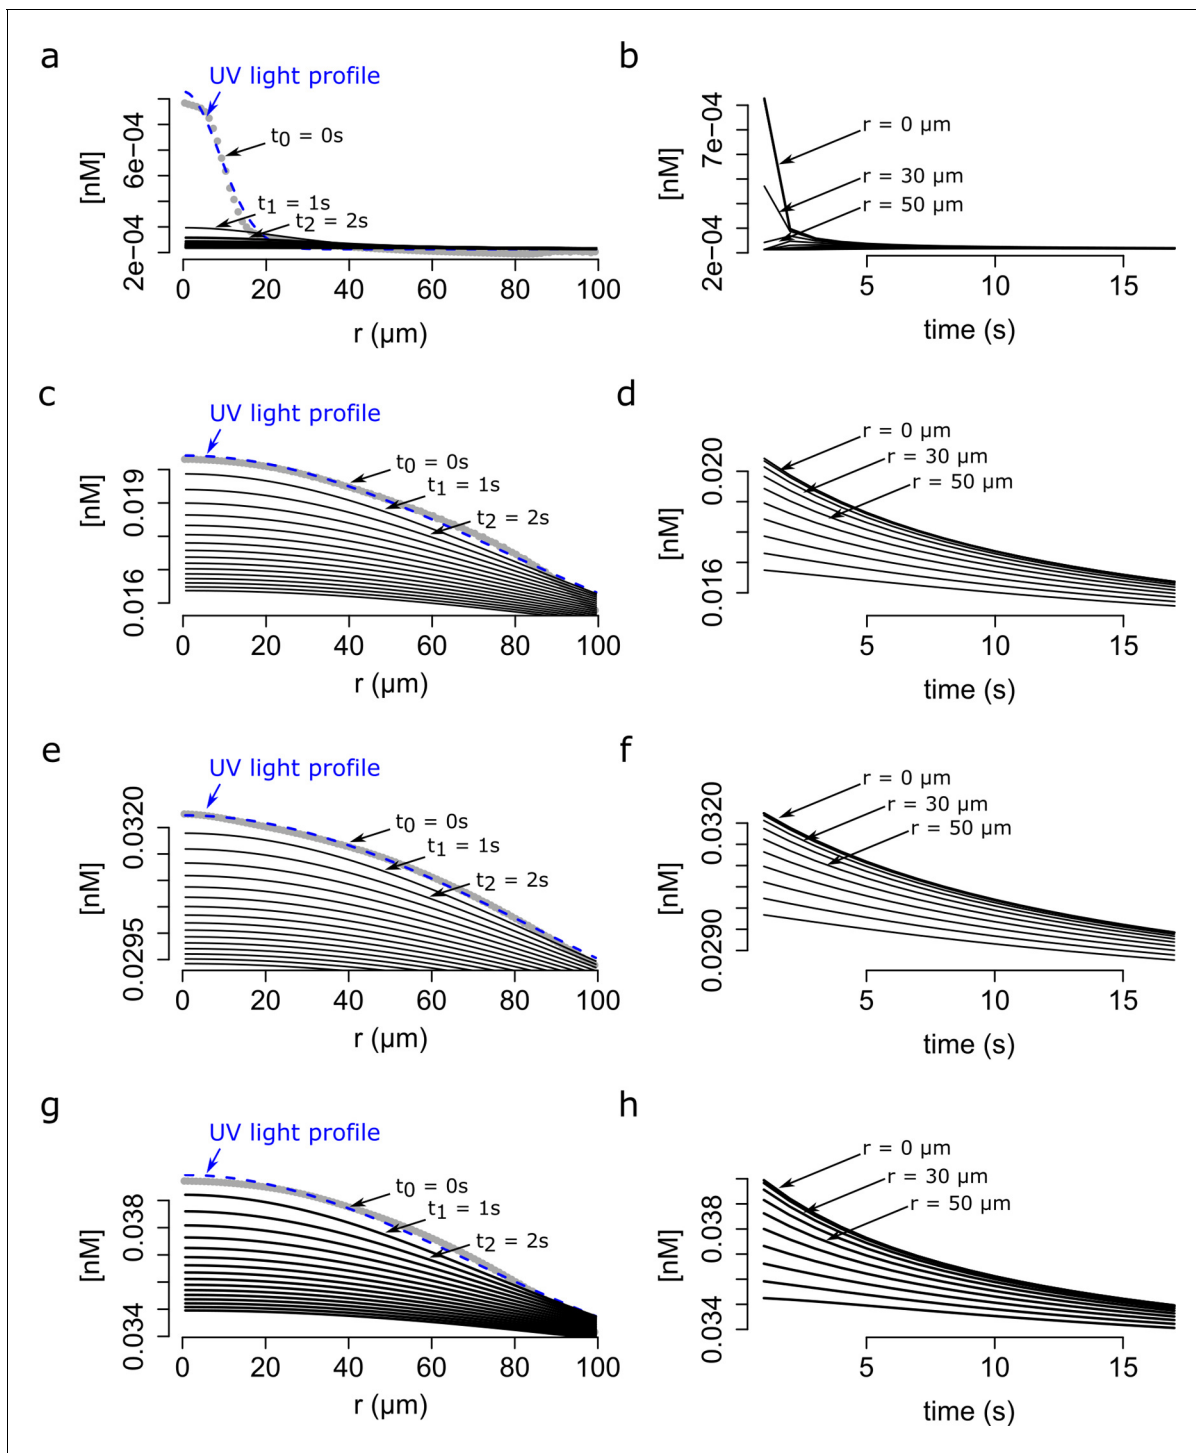 a
UV light profile
t0 = 0s
t1 = 1s
t2 = 2s
[nM]
2e−04 6e−04
0 20 40 60 80 100
r (µm)
b
r = 0 µm
r = 30 µm
r = 50 µm
[nM]
2e−04 7e−04
5 10 15
time (s)
c
UV light profile
t0 = 0s
t1 = 1s
t2 = 2s
[nM]
0.016 0.019
0 20 40 60 80 100
r (µm)
d
r = 0 µm
r = 30 µm
r = 50 µm
[nM]
0.016 0.020
5 10 15
time (s)
e
UV light profile
t0 = 0s
t1 = 1s
t2 = 2s
[nM]
0.0295 0.0320
0 20 40 60 80 100
r (µm)
f
r = 0 µm
r = 30 µm
r = 50 µm
[nM]
0.0290 0.0320
5 10 15
time (s)
g
UV light profile
t0 = 0s
t1 = 1s
t2 = 2s
[nM]
0.034 0.038
0 20 40 60 80 100
r (µm)
h
r = 0 µm
r = 30 µm
r = 50 µm
[nM]
0.034 0.038
5 10 15
time (s)